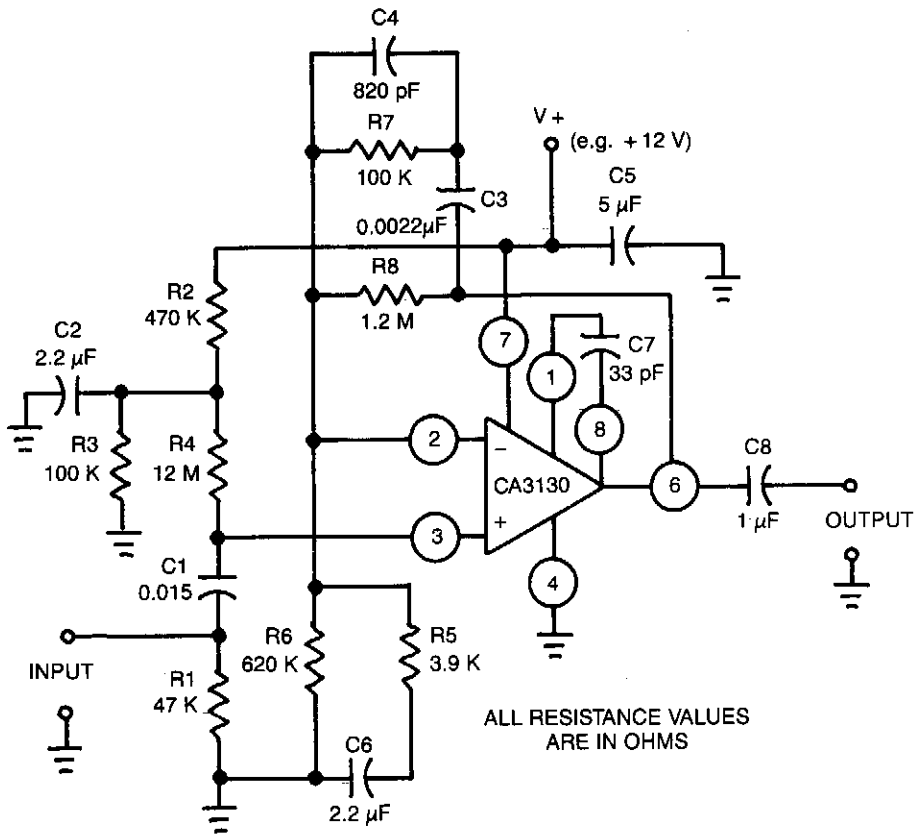 C4
820 pF
R7
100 K
V +
(e.g. + 12 V)
C5
5 µF
C3
0.0022µF
R8
1.2 M
R2
470 K
C2
2.2 µF
7
1
C7
33 pF
R3
100 K
R4
12 M
2
8
−
CA3130
+
6
C8
1 µF
OUTPUT
3
4
C1
0.015
INPUT
R1
47 K
R6
620 K
R5
3.9 K
C6
2.2 µF
ALL RESISTANCE VALUES
ARE IN OHMS